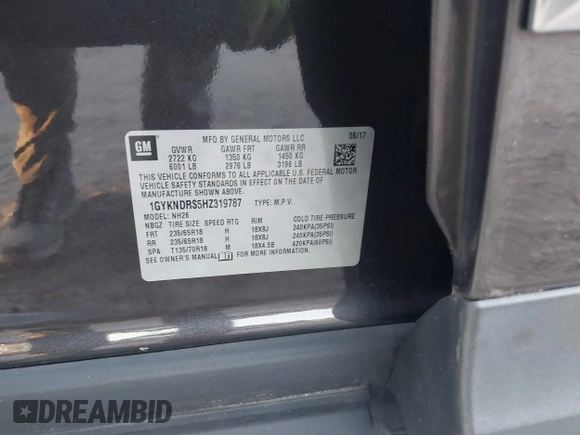 GM
MFD BY GENERAL MOTORS LLC 06/17
GVWR GAWR FRT GAWR RR
2722 KG 1350 KG 1450 KG
6001 LB 2976 LB 3196 LB
THIS VEHICLE CONFORMS TO ALL APPLICABLE U.S. FEDERAL MOTOR
VEHICLE SAFETY STANDARDS IN EFFECT ON THE DATE OF
MANUFACTURE SHOWN ABOVE.
1GYKNDRS5HZ319787 TYPE: M.P.V.
MODEL: NH26
NBGZ TIRE SIZE SPEED RTG RIM COLD TIRE PRESSURE
FRT 235/65R18 H 18X8J 240KPA(35PSI)
RR 235/65R18 H 18X8J 240KPA(35PSI)
SPA T135/70R18 M 18X4.5B 420KPA(60PSI)
SEE OWNER'S MANUAL FOR MORE INFORMATION.
DREAMBID